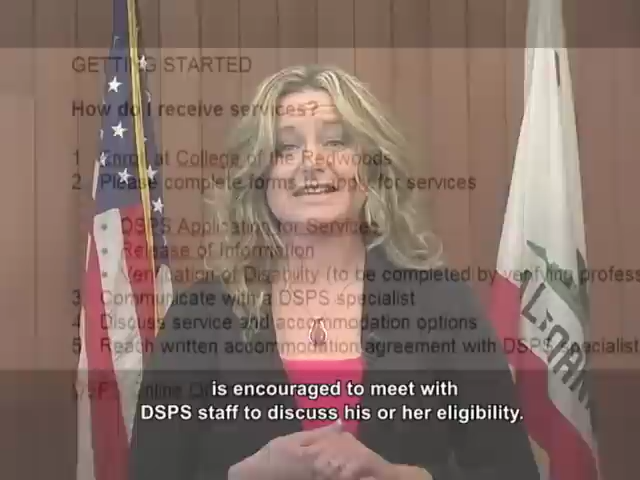 GETTING STARTED
How do I receive services?
1 Enroll at College of the Redwoods
2 Please complete forms to apply for services
• DSPS Application for Services
• Release of Information
• Verification of Disability (to be completed by verifying profess
3. Communicate with a DSPS specialist
4. Discuss service and accommodation options
5. Reach written accommodation agreement with DSPS specialist
DSPS Online
is encouraged to meet with
DSPS staff to discuss his or her eligibility.